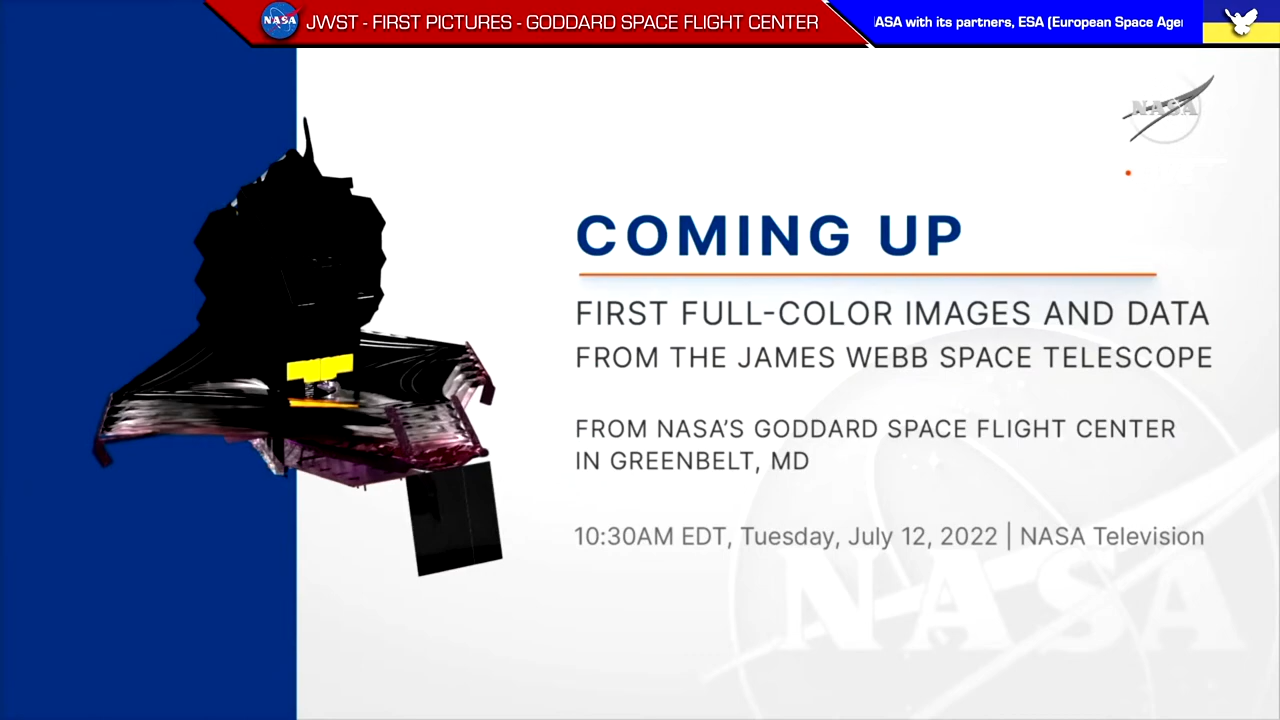 NASA
JWST - FIRST PICTURES - GODDARD SPACE FLIGHT CENTER
with its partners, ESA (European Space
NASA
COMING UP
FIRST FULL-COLOR IMAGES AND DATA
FROM THE JAMES WEBB SPACE TELESCOPE
FROM NASA'S GODDARD SPACE FLIGHT CENTER
IN GREENBELT, MD
10:30AM EDT, Tuesday, July 12, 2022 | NASA Television
NASA